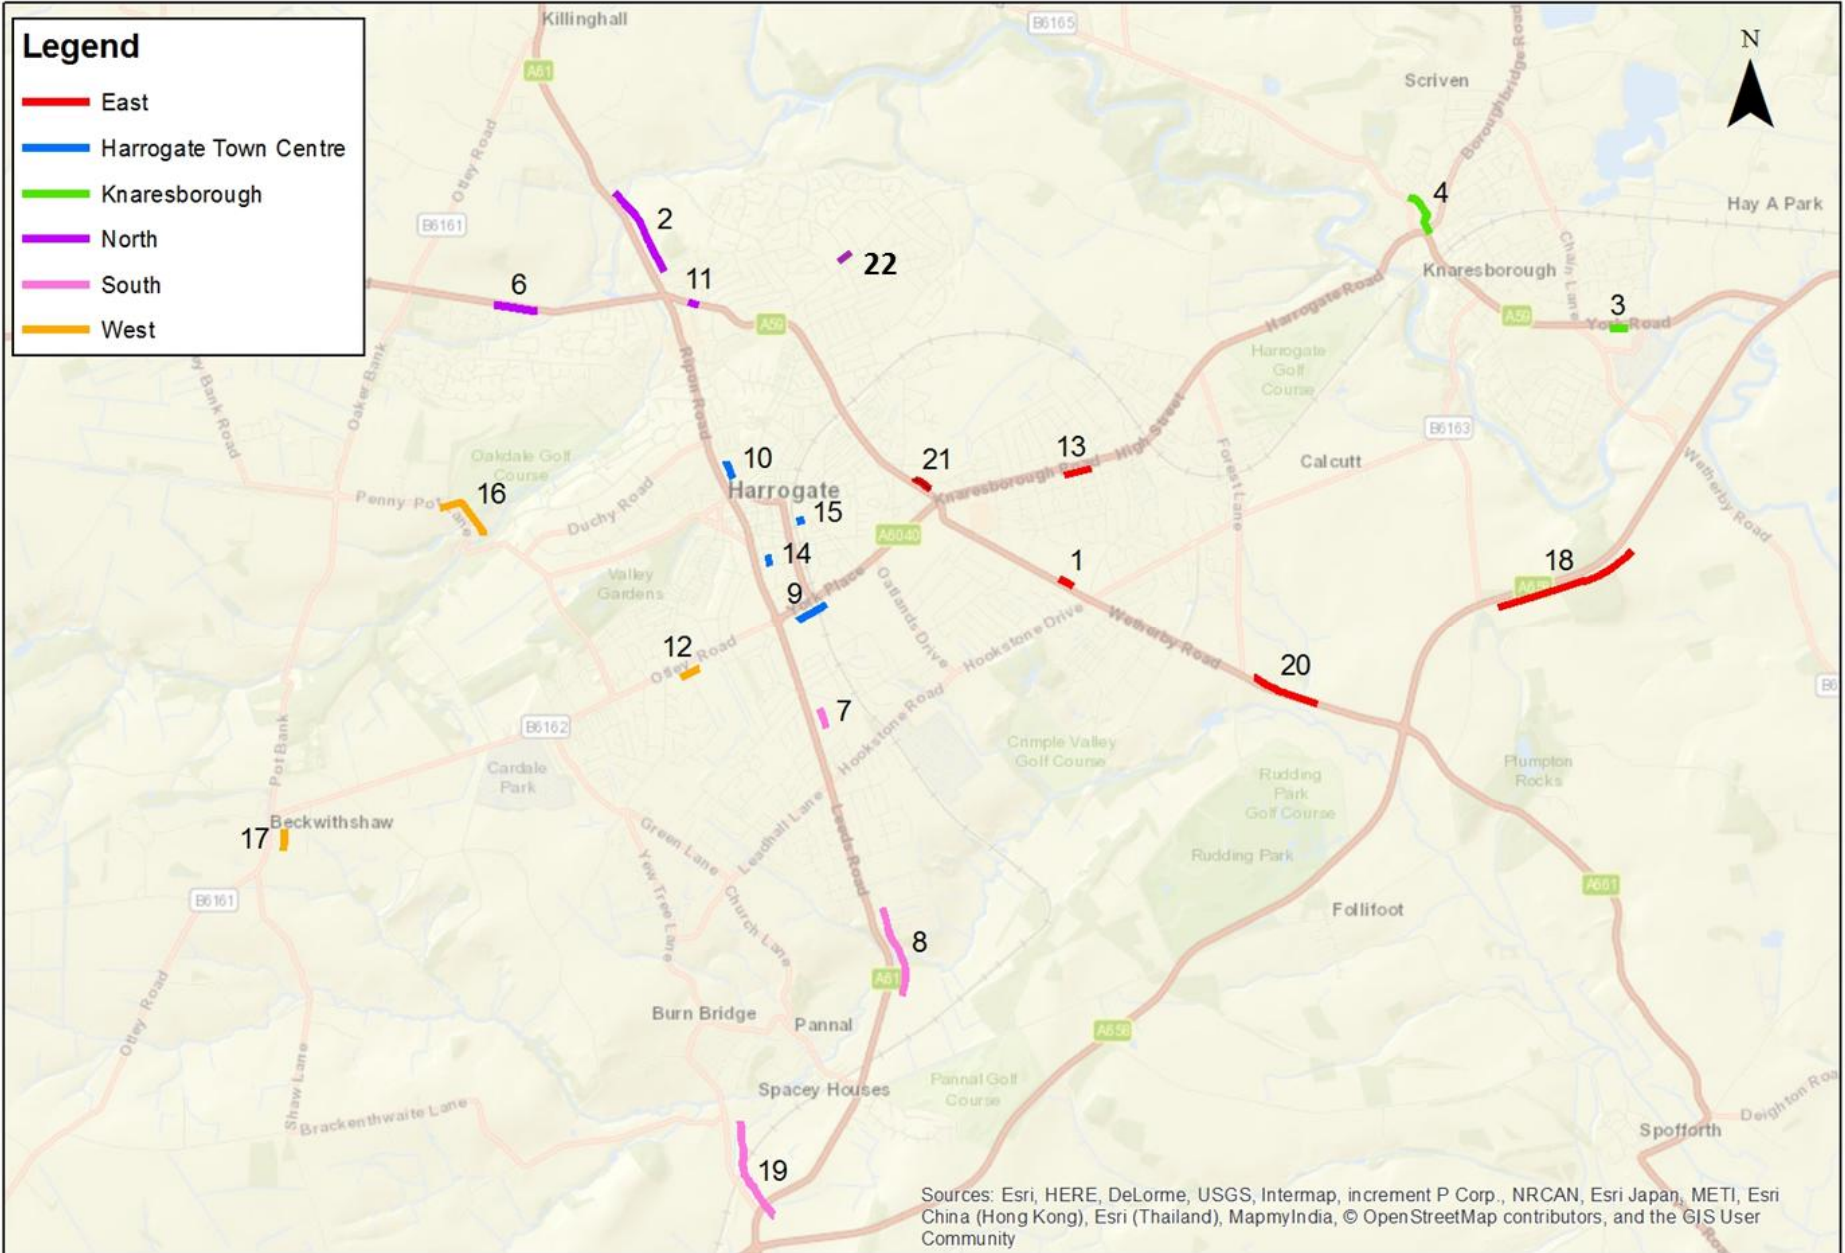 Legend
East
Harrogate Town Centre
Knaresborough
North
South
West
Killinghall
B6165
N
A61
Scriven
Boroughbridge Road
Otley Road
B6161
2
4
Hay A Park
22
Chain Lane
Knaresborough
6
11
A59
Harrogate Road
A59
3
York Road
Ripon Road
Oaker Bank
Bank Road
Harrogate
Golf
Course
High Street
B6163
Forest Lane
Wetherby Road
Calcutt
Oakdale Golf
Course
10
21
13
Knaresborough Road
Harrogate
Penny Pot
Lane
16
Duchy Road
15
A6040
14
1
18
Valley
Gardens
9
York Place
Oatlands Drive
Hookstone Drive
Wetherby Road
12
Otley Road
20
7
Hookstone Road
B6162
Pot Bank
Cardale
Park
Crimple Valley
Golf Course
Rudding
Park
Golf Course
Plumpton
Rocks
17
Beckwithshaw
Green Lane
Leadhall Lane
Leeds Road
Rudding Park
B6161
Yew Tree Lane
Church Lane
A661
Follifoot
8
A61
Otley Road
Burn Bridge
Pannal
A658
Shaw Lane
Brackenthwaite Lane
Spacey Houses
Pannal Golf
Course
Deighton Roa
Spofforth
19
Sources: Esri, HERE, DeLorme, USGS, Intermap, increment P Corp., NRCAN, Esri Japan, METI, Esri
China (Hong Kong), Esri (Thailand), MapmyIndia, © OpenStreetMap contributors, and the GIS User
Community